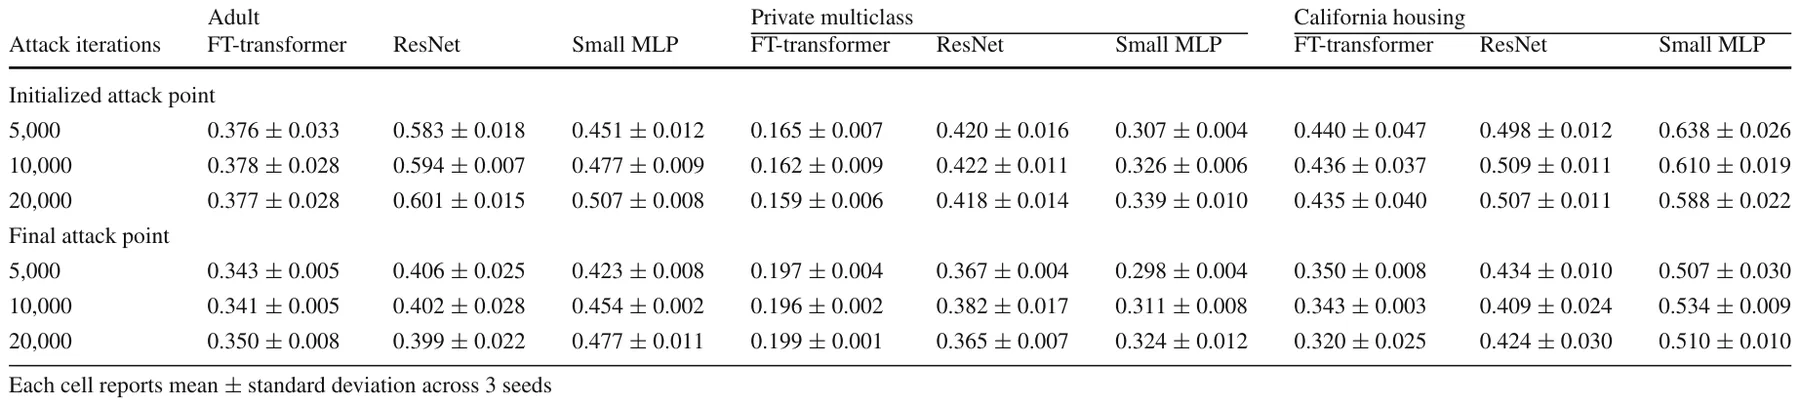 Adult Private multiclass California housing
Attack iterations FT-transformer ResNet Small MLP FT-transformer ResNet Small MLP FT-transformer ResNet Small MLP
Initialized attack point
5,000 0.376 ± 0.033 0.583 ± 0.018 0.451 ± 0.012 0.165 ± 0.007 0.420 ± 0.016 0.307 ± 0.004 0.440 ± 0.047 0.498 ± 0.012 0.638 ± 0.026
10,000 0.378 ± 0.028 0.594 ± 0.007 0.477 ± 0.009 0.162 ± 0.009 0.422 ± 0.011 0.326 ± 0.006 0.436 ± 0.037 0.509 ± 0.011 0.610 ± 0.019
20,000 0.377 ± 0.028 0.601 ± 0.015 0.507 ± 0.008 0.159 ± 0.006 0.418 ± 0.014 0.339 ± 0.010 0.435 ± 0.040 0.507 ± 0.011 0.588 ± 0.022
Final attack point
5,000 0.343 ± 0.005 0.406 ± 0.025 0.423 ± 0.008 0.197 ± 0.004 0.367 ± 0.004 0.298 ± 0.004 0.350 ± 0.008 0.434 ± 0.010 0.507 ± 0.030
10,000 0.341 ± 0.005 0.402 ± 0.028 0.454 ± 0.002 0.196 ± 0.002 0.382 ± 0.017 0.311 ± 0.008 0.343 ± 0.003 0.409 ± 0.024 0.534 ± 0.009
20,000 0.350 ± 0.008 0.399 ± 0.022 0.477 ± 0.011 0.199 ± 0.001 0.365 ± 0.007 0.324 ± 0.012 0.320 ± 0.025 0.424 ± 0.030 0.510 ± 0.010
Each cell reports mean ± standard deviation across 3 seeds